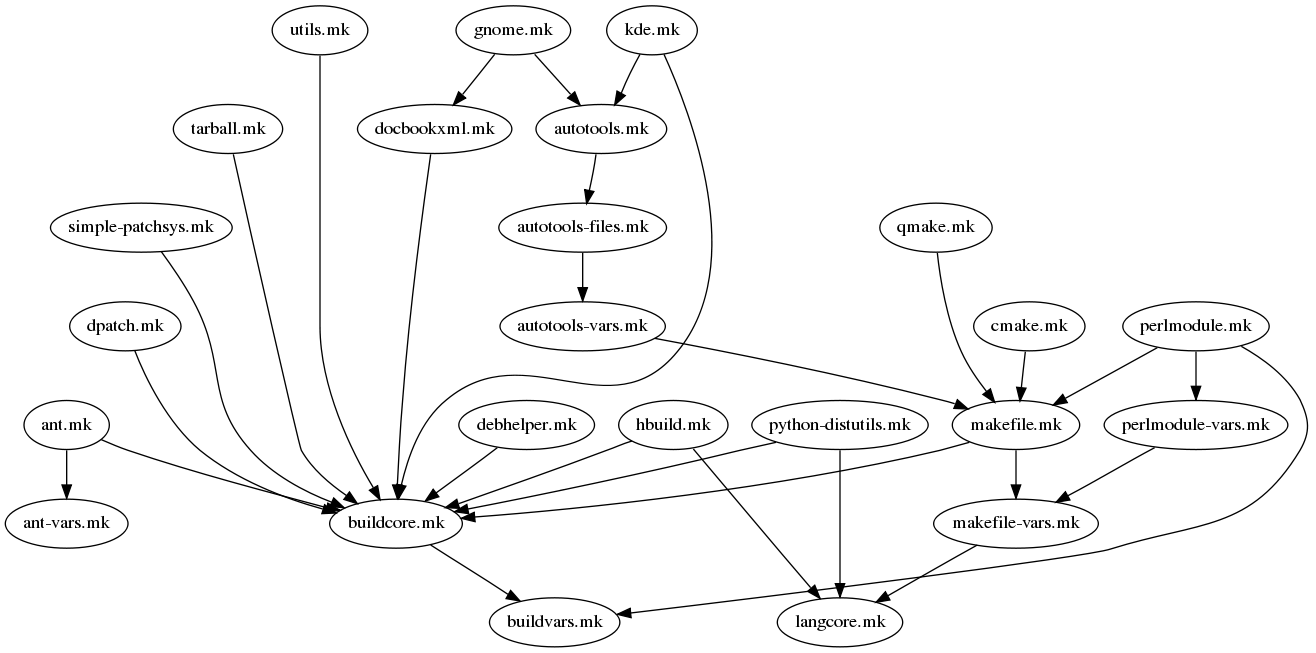 utils.mk
gnome.mk
kde.mk
tarball.mk
docbookxml.mk
autotools.mk
simple-patchsys.mk
autotools-files.mk
qmake.mk
dpatch.mk
autotools-vars.mk
cmake.mk
perlmodule.mk
ant.mk
debhelper.mk
hbuild.mk
python-distutils.mk
makefile.mk
perlmodule-vars.mk
ant-vars.mk
buildcore.mk
makefile-vars.mk
buildvars.mk
langcore.mk